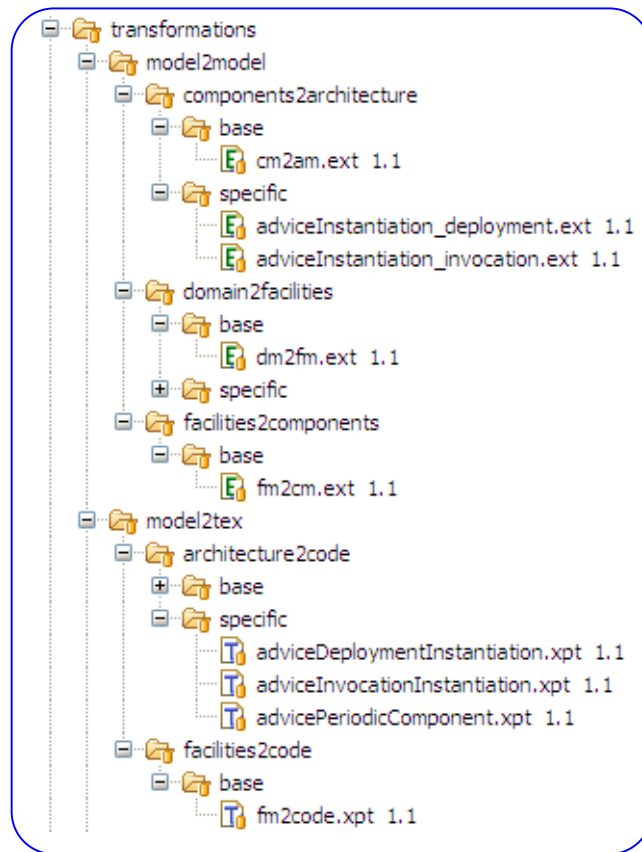 transformations
model2model
components2architecture
base
cm2am.ext 1.1
specific
adviceInstantiation_deployment.ext 1.1
adviceInstantiation_invocation.ext 1.1
domain2facilities
base
dm2fm.ext 1.1
specific
facilities2components
base
fm2cm.ext 1.1
model2tex
architecture2code
base
specific
adviceDeploymentInstantiation.xpt 1.1
adviceInvocationInstantiation.xpt 1.1
advicePeriodicComponent.xpt 1.1
facilities2code
base
fm2code.xpt 1.1